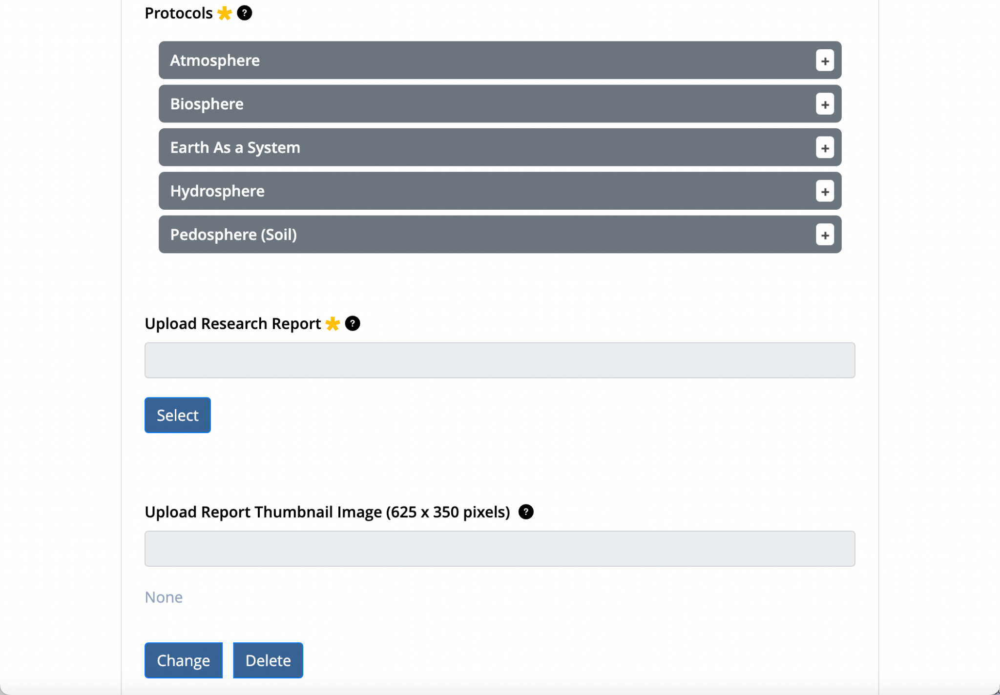 Protocols * ?
Atmosphere +
Biosphere +
Earth As a System +
Hydrosphere +
Pedosphere (Soil) +
Upload Research Report * ?
Select
Upload Report Thumbnail Image (625 x 350 pixels) ?
None
Change Delete